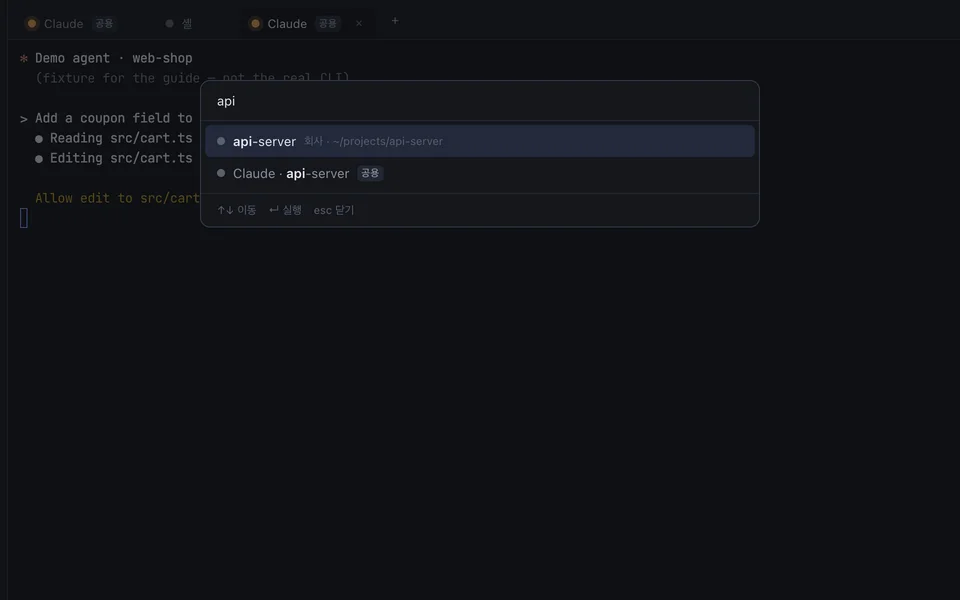 Claude 공용 셸 Claude 공용 × +
✻ Demo agent · web-shop
(fixture for the guide — not the real CLI)
api
> Add a coupon field to
● Reading src/cart.ts
● Editing src/cart.ts
Allow edit to src/cart
api-server 회사 · ~/projects/api-server
Claude · api-server 공용
↑↓ 이동 ↵ 실행 esc 닫기